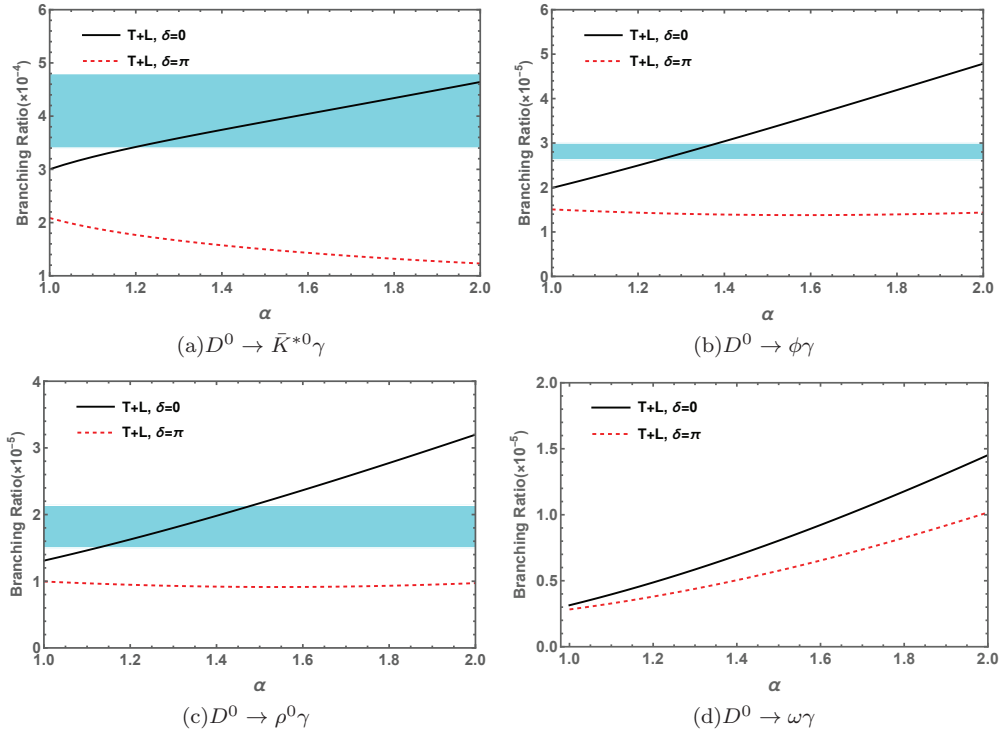 T+L, δ=0
T+L, δ=π
Branching Ratio(×10⁻⁴)
6
5
4
3
2
1
1.0 1.2 1.4 1.6 1.8 2.0
α
(a)D⁰ → K̄*⁰γ
T+L, δ=0
T+L, δ=π
Branching Ratio(×10⁻⁵)
6
5
4
3
2
1
0
1.0 1.2 1.4 1.6 1.8 2.0
α
(b)D⁰ → ϕγ
T+L, δ=0
T+L, δ=π
Branching Ratio(×10⁻⁵)
4
3
2
1
0
1.0 1.2 1.4 1.6 1.8 2.0
α
(c)D⁰ → ρ⁰γ
T+L, δ=0
T+L, δ=π
Branching Ratio(×10⁻⁵)
2.0
1.5
1.0
0.5
0.0
1.0 1.2 1.4 1.6 1.8 2.0
α
(d)D⁰ → ωγ